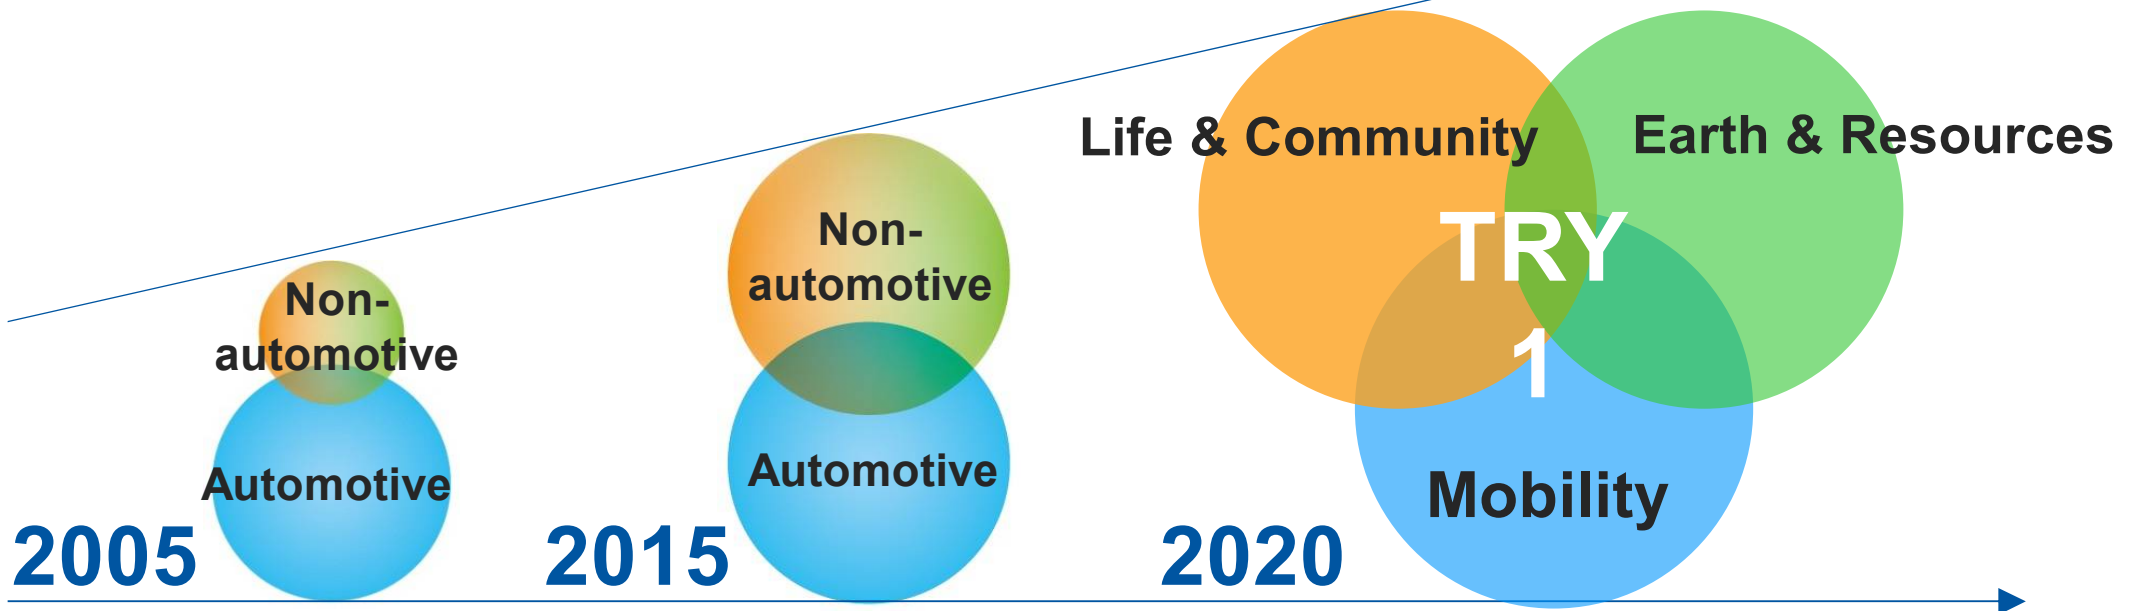 Non-
automotive
Automotive
2005
Non-
automotive
Automotive
2015
Life & Community
Earth & Resources
TRY
1
Mobility
2020